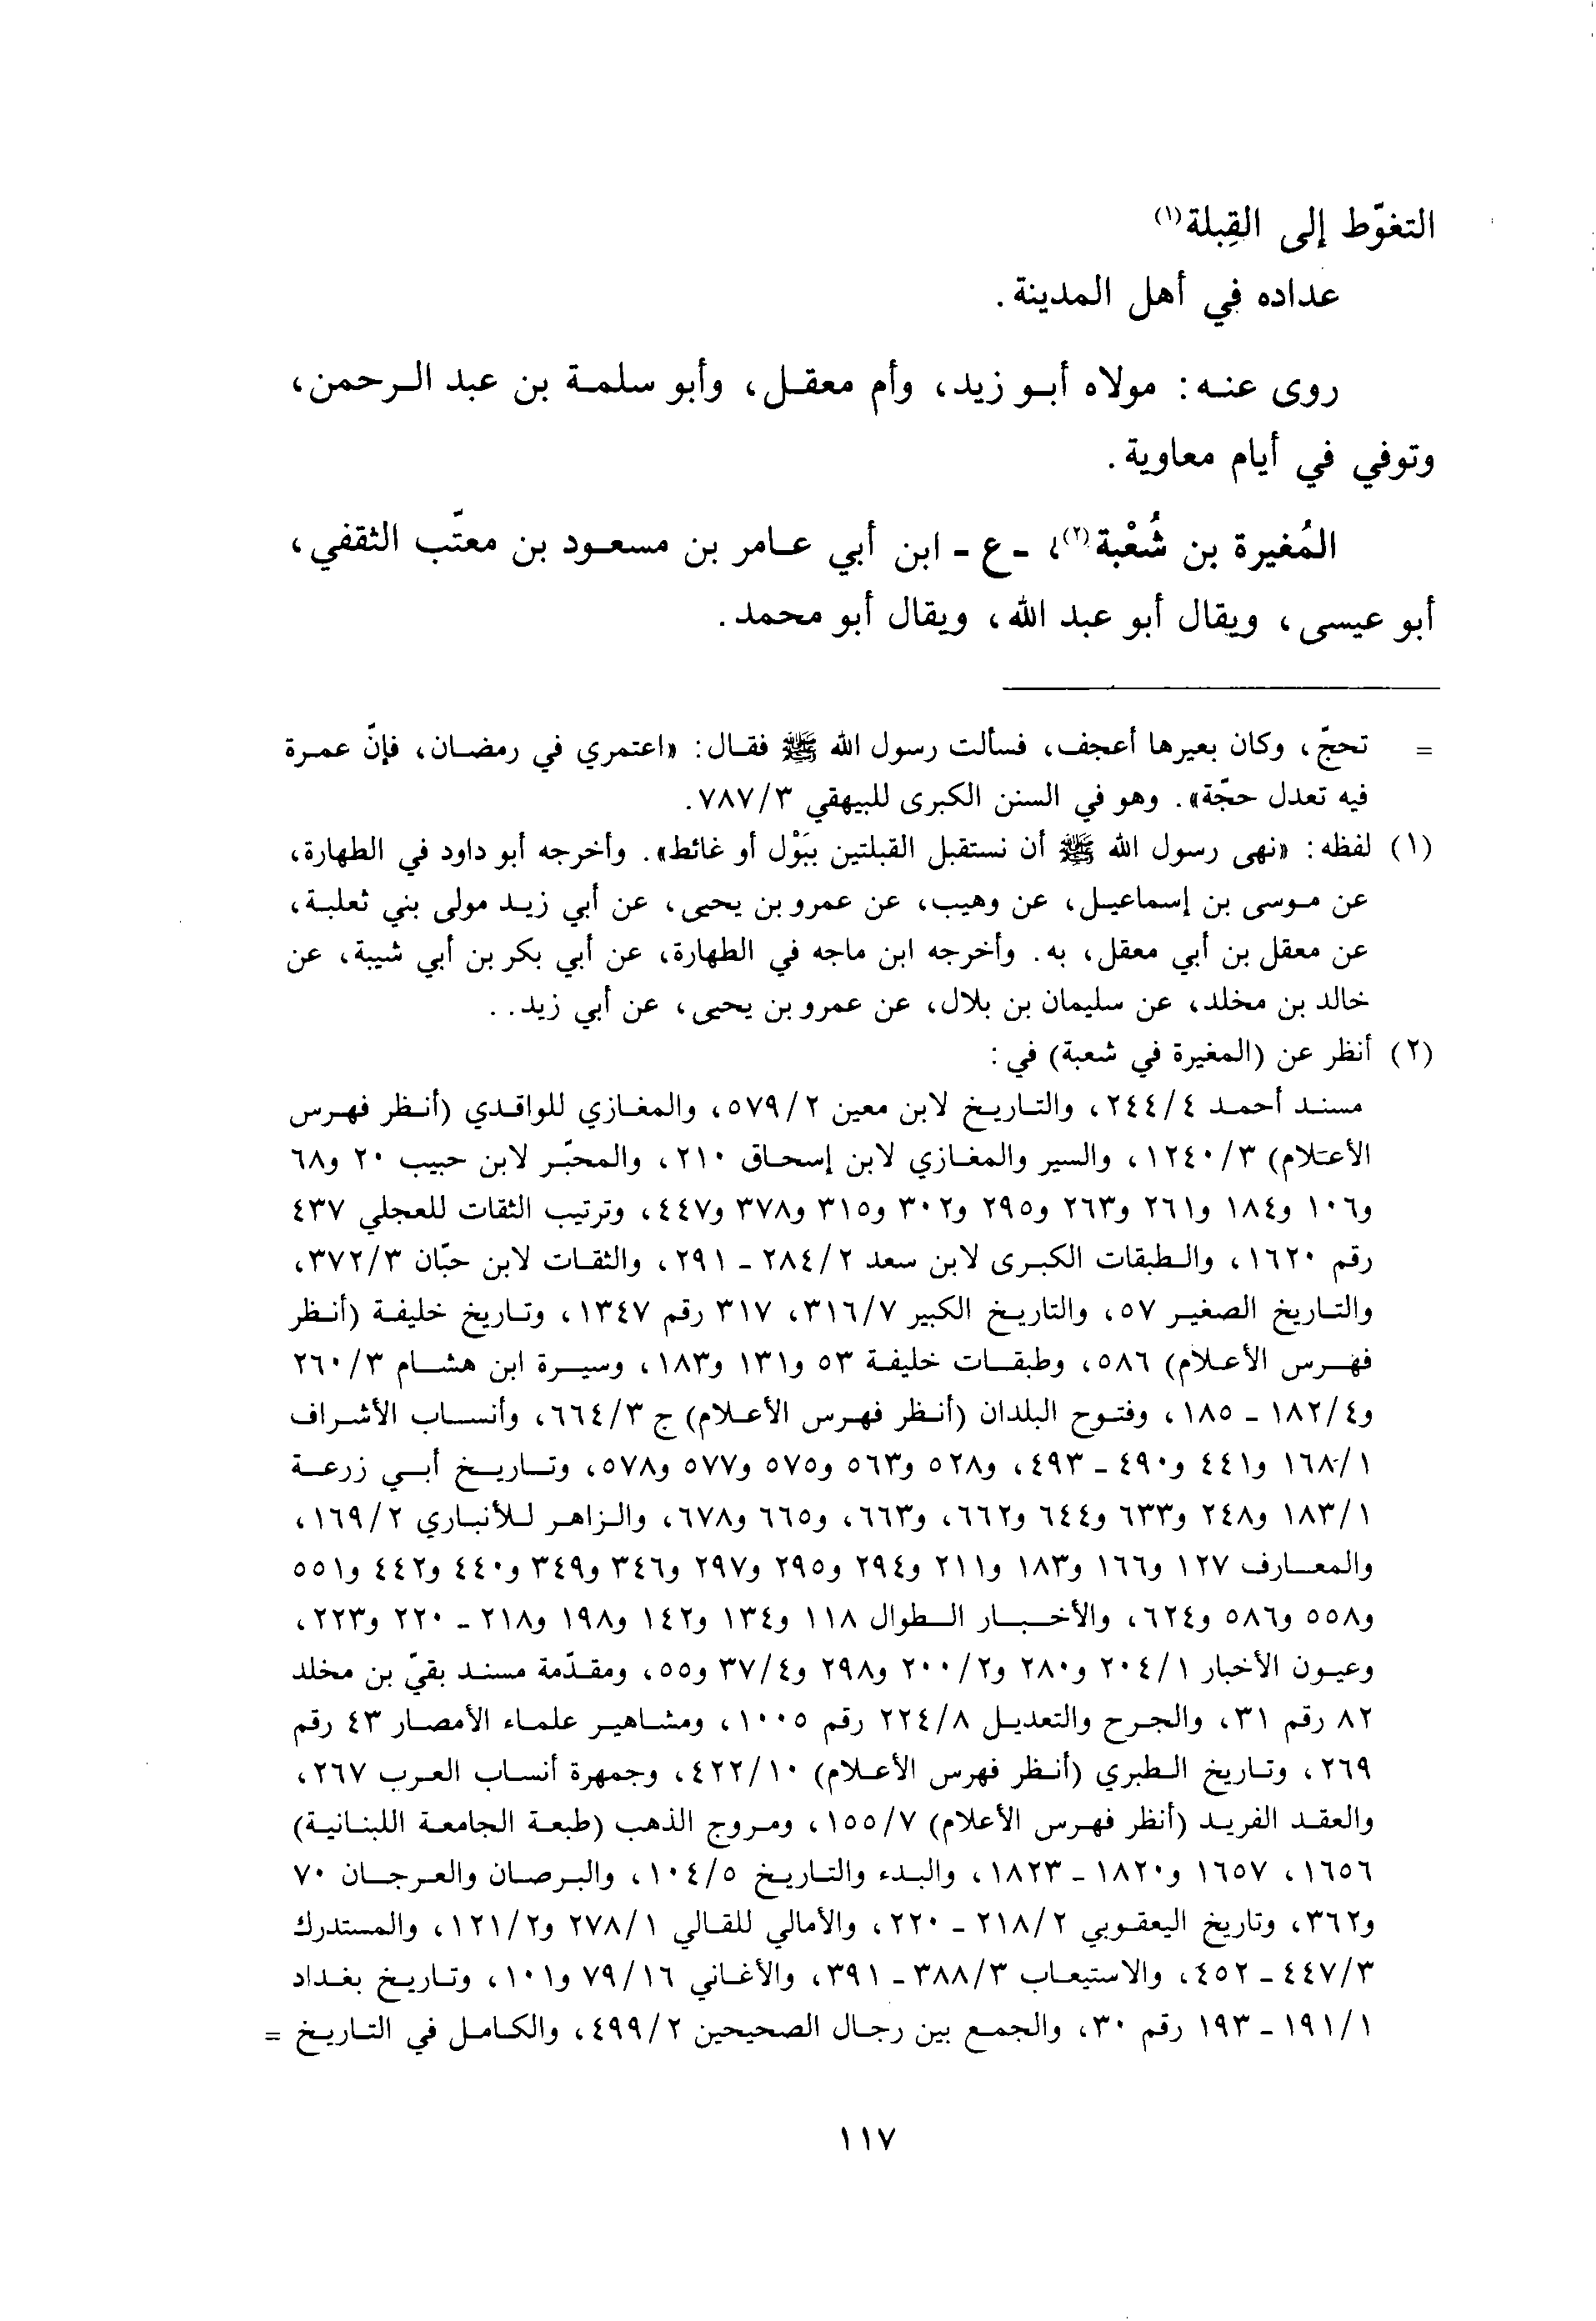 التغوّط إلى القِبلة(١)
عداده في أهل المدينة.
روى عنه: مولاه أبو زيد، وأم معقل، وأبو سلمة بن عبد الرحمن،
وتوفي في أيام معاوية.
المُغيرة بن شُعْبة(٢)، - ع - ابن أبي عامر بن مسعود بن معتّب الثقفي،
أبو عيسى، ويقال أبو عبد الله، ويقال أبو محمد.
= تحجّ، وكان بعيرها أعجف، فسألت رسول الله ﷺ فقال: «اعتمري في رمضان، فإنّ عمرة
فيه تعدل حجّة». وهو في السنن الكبرى للبيهقي ٧٨٧/٣.
(١) لفظه: «نهى رسول الله ﷺ أن نستقبل القبلتين ببَوْل أو غائط». وأخرجه أبو داود في الطهارة،
عن موسى بن إسماعيل، عن وهيب، عن عمرو بن يحيى، عن أبي زيد مولى بني ثعلبة،
عن معقل بن أبي معقل، به. وأخرجه ابن ماجه في الطهارة، عن أبي بكر بن أبي شيبة، عن
خالد بن مخلد، عن سليمان بن بلال، عن عمرو بن يحيى، عن أبي زيد..
(٢) أنظر عن (المغيرة في شعبة) في:
مسند أحمد ٢٤٤/٤، والتاريخ لابن معين ٥٧٩/٢، والمغازي للواقدي (أنظر فهرس
الأعلام) ١٢٤٠/٣، والسير والمغازي لابن إسحاق ٢١٠، والمحبّر لابن حبيب ٢٠ و٦٨
و١٠٦ و١٨٤ و٢٦١ و٢٦٣ و٢٩٥ و٣٠٢ و٣١٥ و٣٧٨ و٤٤٧، وترتيب الثقات للعجلي ٤٣٧
رقم ١٦٢٠، والطبقات الكبرى لابن سعد ٢٨٤/٢ - ٢٩١، والثقات لابن حبّان ٣٧٢/٣،
والتاريخ الصغير ٥٧، والتاريخ الكبير ٣١٦/٧، ٣١٧ رقم ١٣٤٧، وتاريخ خليفة (أنظر
فهرس الأعلام) ٥٨٦، وطبقات خليفة ٥٣ و١٣١ و١٨٣، وسيرة ابن هشام ٢٦٠/٣
و١٨٢/٤ - ١٨٥، وفتوح البلدان (أنظر فهرس الأعلام) ج ٦٦٤/٣، وأنساب الأشراف
١٦٨/١ و٤٤١ و٤٩٠ - ٤٩٣، و٥٢٨ و٥٦٣ و٥٧٥ و٥٧٧ و٥٧٨، وتاريخ أبي زرعة
١٨٣/١ و٢٤٨ و٦٣٣ و٦٤٤ و٦٦٢، و٦٦٣، و٦٦٥ و٦٧٨، والزاهر للأنباري ١٦٩/٢،
والمعارف ١٢٧ و١٦٦ و١٨٣ و٢١١ و٢٩٤ و٢٩٥ و٢٩٧ و٣٤٦ و٣٤٩ و٤٤٠ و٤٤٢ و٥٥١
و٥٥٨ و٥٨٦ و٦٢٤، والأخبار الطوال ١١٨ و١٣٤ و١٤٢ و١٩٨ و٢١٨ - ٢٢٠ و٢٢٣،
وعيون الأخبار ٢٠٤/١ و٢٨٠ و٢٠٠/٢ و٢٩٨ و٣٧/٤ و٥٥، ومقدّمة مسند بقيّ بن مخلد
٨٢ رقم ٣١، والجرح والتعديل ٢٢٤/٨ رقم ١٠٠٥، ومشاهير علماء الأمصار ٤٣ رقم
٢٦٩، وتاريخ الطبري (أنظر فهرس الأعلام) ٤٢٢/١٠، وجمهرة أنساب العرب ٢٦٧،
والعقد الفريد (أنظر فهرس الأعلام) ١٥٥/٧، ومروج الذهب (طبعة الجامعة اللبنانية)
١٦٥٦، ١٦٥٧ و١٨٢٠ - ١٨٢٣، والبدء والتاريخ ١٠٤/٥، والبرصان والعرجان ٧٠
و٣٦٢، وتاريخ اليعقوبي ٢١٨/٢ - ٢٢٠، والأمالي للقالي ٢٧٨/١ و١٢١/٢، والمستدرك
٤٤٧/٣ - ٤٥٢، والاستيعاب ٣٨٨/٣ - ٣٩١، والأغاني ٧٩/١٦ و١٠١، وتاريخ بغداد
١٩١/١ - ١٩٣ رقم ٣٠، والجمع بين رجال الصحيحين ٤٩٩/٢، والكامل في التاريخ =
١١٧